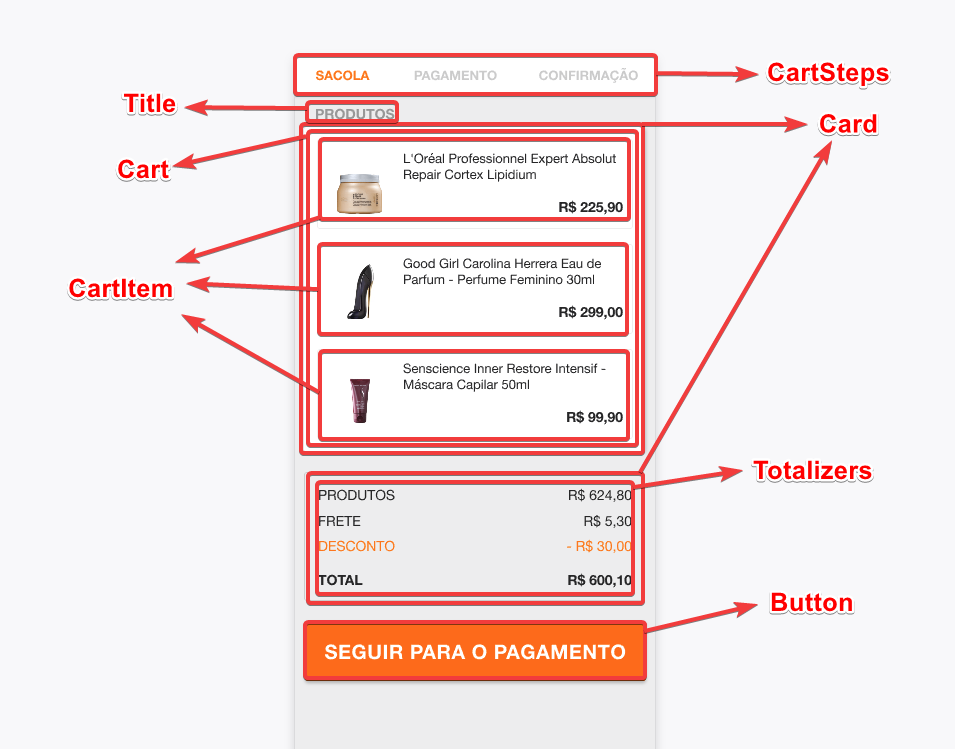 SACOLA PAGAMENTO CONFIRMAÇÃO
CartSteps
Title
PRODUTOS
Card
Cart
L'Oréal Professionnel Expert Absolut
Repair Cortex Lipidium
R$ 225,90
CartItem
Good Girl Carolina Herrera Eau de
Parfum - Perfume Feminino 30ml
R$ 299,00
Senscience Inner Restore Intensif -
Máscara Capilar 50ml
R$ 99,90
Totalizers
PRODUTOS R$ 624,80
FRETE R$ 5,30
DESCONTO - R$ 30,00
TOTAL R$ 600,10
Button
SEGUIR PARA O PAGAMENTO